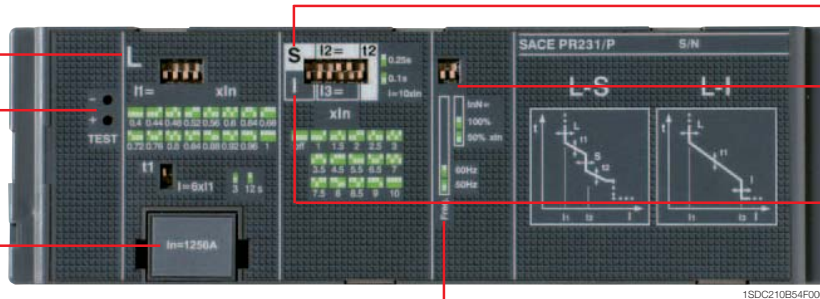 L
I1=
xIn
0.4 0.44 0.48 0.52 0.56 0.6 0.64 0.68
0.72 0.76 0.8 0.84 0.88 0.92 0.96 1
-
+
TEST
t1
I=6xI1
3 12 s
In=1250A
S
I2=
t2
0.25s
0.1s
I=10xIn
I
I3=
xIn
off 1 1.5 2 2.5 3
3.5 4.5 5.5 6.5 7
7.5 8 8.5 9 10
InN=
100%
50% xIn
60Hz
50Hz
Freq.
SACE PR231/P
S/N
L-S
t
L
t1
S
t2
I1
I2
I
L-I
t
L
t1
I
I1
I3
I
1SDC210B54F00